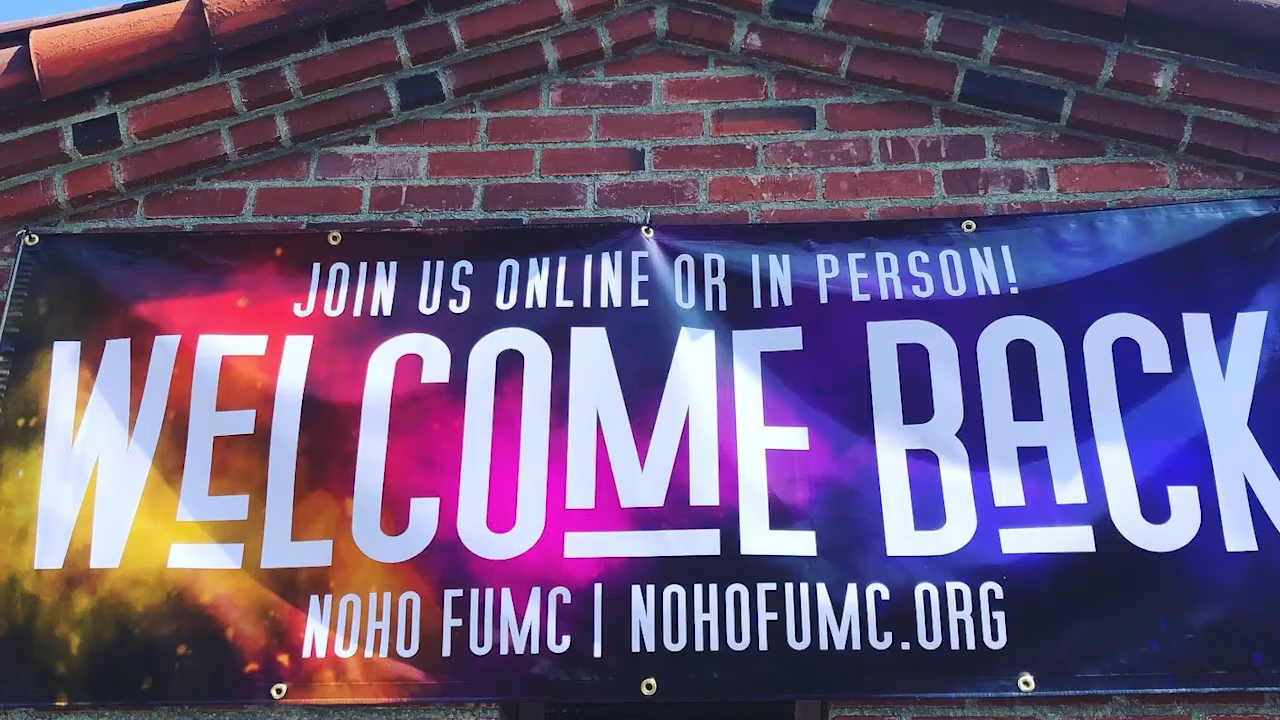 JOIN US ONLINE OR IN PERSON!
WELCOME BACK
NOHO FUMC | NOHOFUMC.ORG